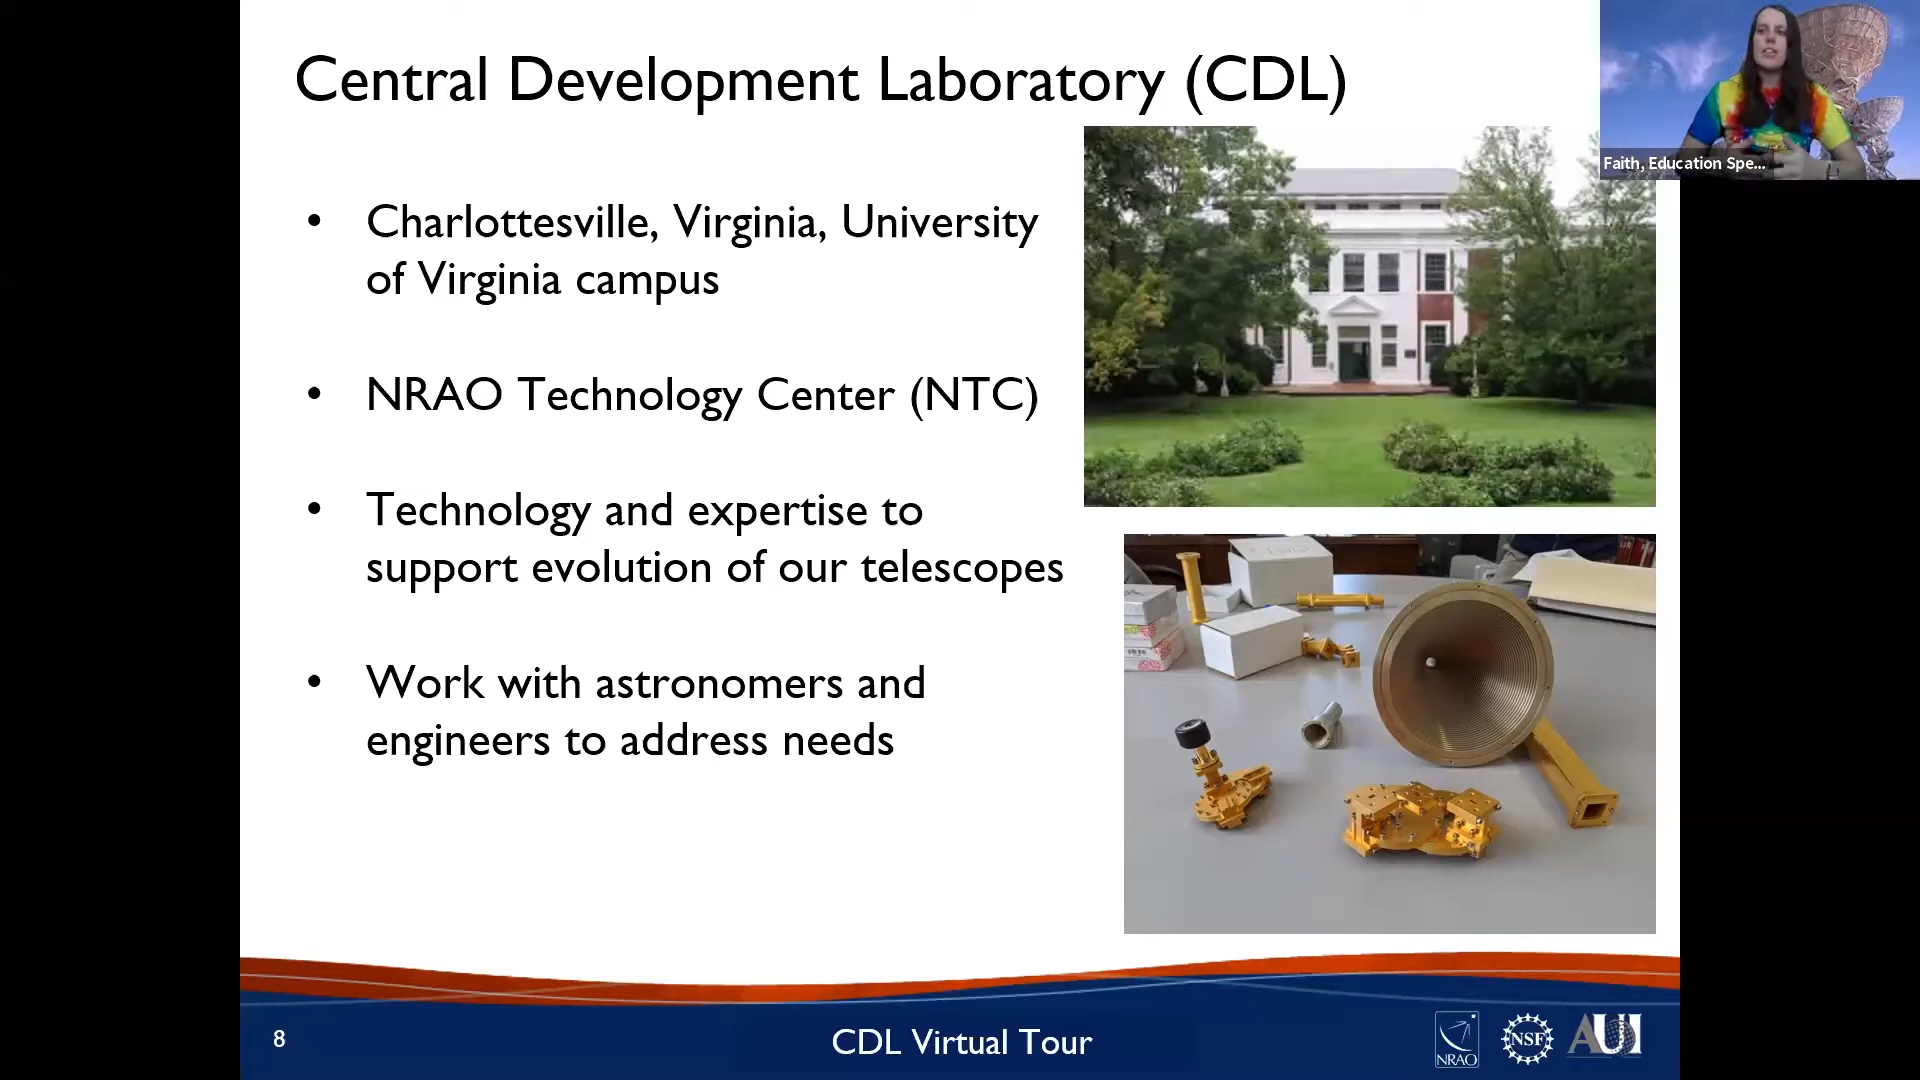 Central Development Laboratory (CDL)
Faith, Education Spe...
• Charlottesville, Virginia, University
of Virginia campus
• NRAO Technology Center (NTC)
• Technology and expertise to
support evolution of our telescopes
• Work with astronomers and
engineers to address needs
8
CDL Virtual Tour
NRAO
NSF
AUI